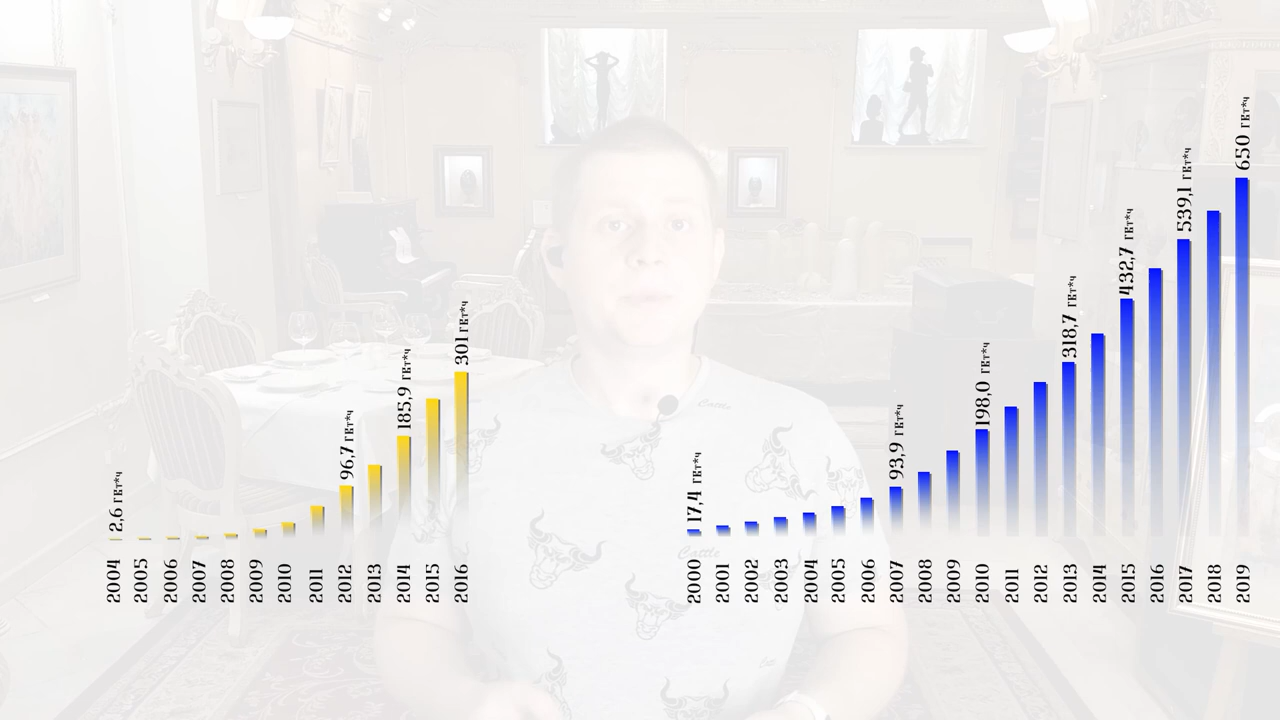 2,6 ГВт*ч
96,7 ГВт*ч
185,9 ГВт*ч
301 ГВт*ч
2004 2005 2006 2007 2008 2009 2010 2011 2012 2013 2014 2015 2016
17,4 ГВт*ч
93,9 ГВт*ч
198,0 ГВт*ч
318,7 ГВт*ч
432,7 ГВт*ч
539,1 ГВт*ч
650 ГВт*ч
2000 2001 2002 2003 2004 2005 2006 2007 2008 2009 2010 2011 2012 2013 2014 2015 2016 2017 2018 2019
Cattle
Cattle